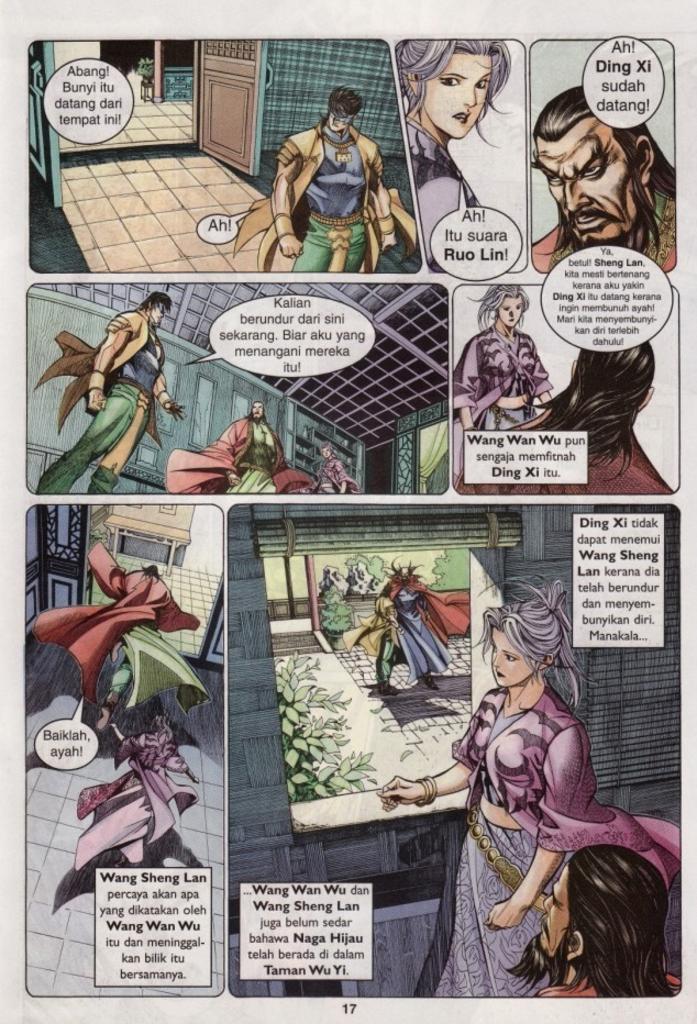 Abang!
Bunyi itu
datang dari
tempat ini!
Ah!
Ah!
Itu suara
Ruo Lin!
Ah!
Ding Xi
sudah
datang!
Kalian
berundur dari sini
sekarang. Biar aku yang
menangani mereka
itu!
Ya,
betul! Sheng Lan,
kita mesti bertenang
kerana aku yakin
Ding Xi itu datang kerana
ingin membunuh ayah!
Mari kita menyembunyi-
kan diri terlebih
dahulu!
Wang Wan Wu pun
sengaja memfitnah
Ding Xi itu.
Baiklah,
ayah!
Wang Sheng Lan
percaya akan apa
yang dikatakan oleh
Wang Wan Wu
itu dan meninggal-
kan bilik itu
bersamanya.
Ding Xi tidak
dapat menemui
Wang Sheng
Lan kerana dia
telah berundur
dan menyem-
bunyikan diri.
Manakala...
...Wang Wan Wu dan
Wang Sheng Lan
juga belum sedar
bahawa Naga Hijau
telah berada di dalam
Taman Wu Yi.
17